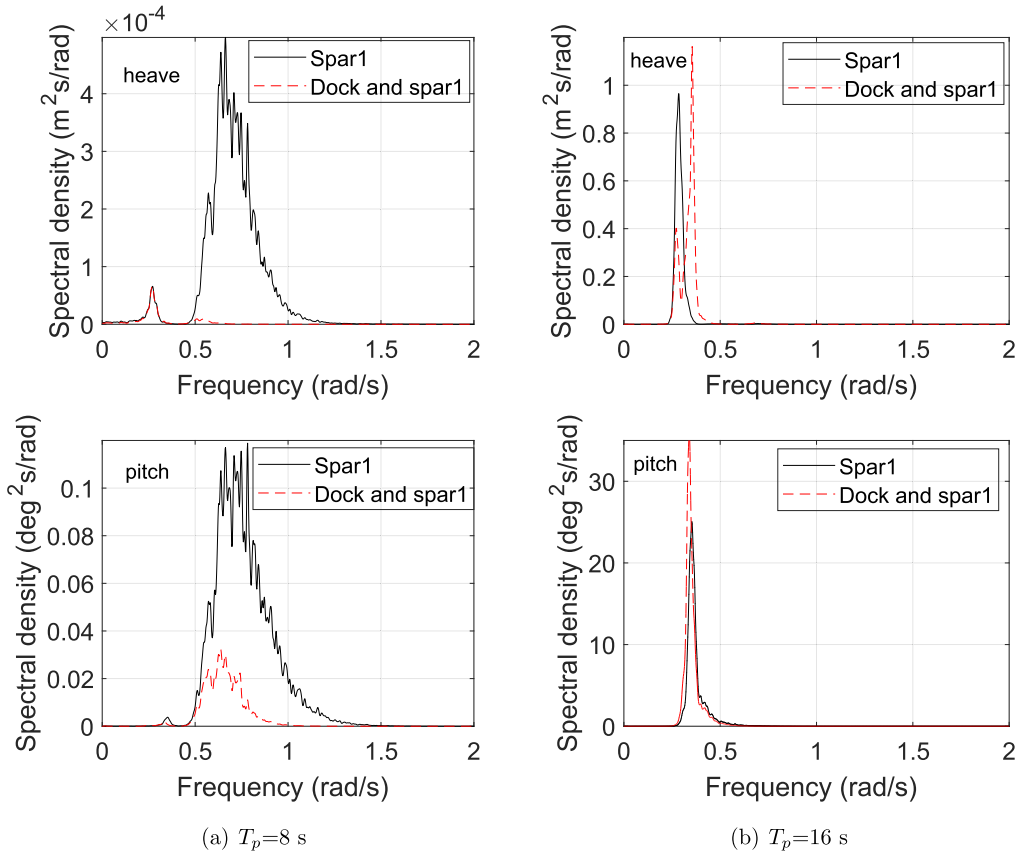 ×10⁻⁴
heave
Spar1
Dock and spar1
Spectral density (m²s/rad)
4
3
2
1
0
0 0.5 1 1.5 2
Frequency (rad/s)
heave
Spar1
Dock and spar1
Spectral density (m²s/rad)
1
0.8
0.6
0.4
0.2
0
0 0.5 1 1.5 2
Frequency (rad/s)
pitch
Spar1
Dock and spar1
Spectral density (deg²s/rad)
0.1
0.08
0.06
0.04
0.02
0
0 0.5 1 1.5 2
Frequency (rad/s)
pitch
Spar1
Dock and spar1
Spectral density (deg²s/rad)
30
20
10
0
0 0.5 1 1.5 2
Frequency (rad/s)
(a) Tₚ=8 s
(b) Tₚ=16 s